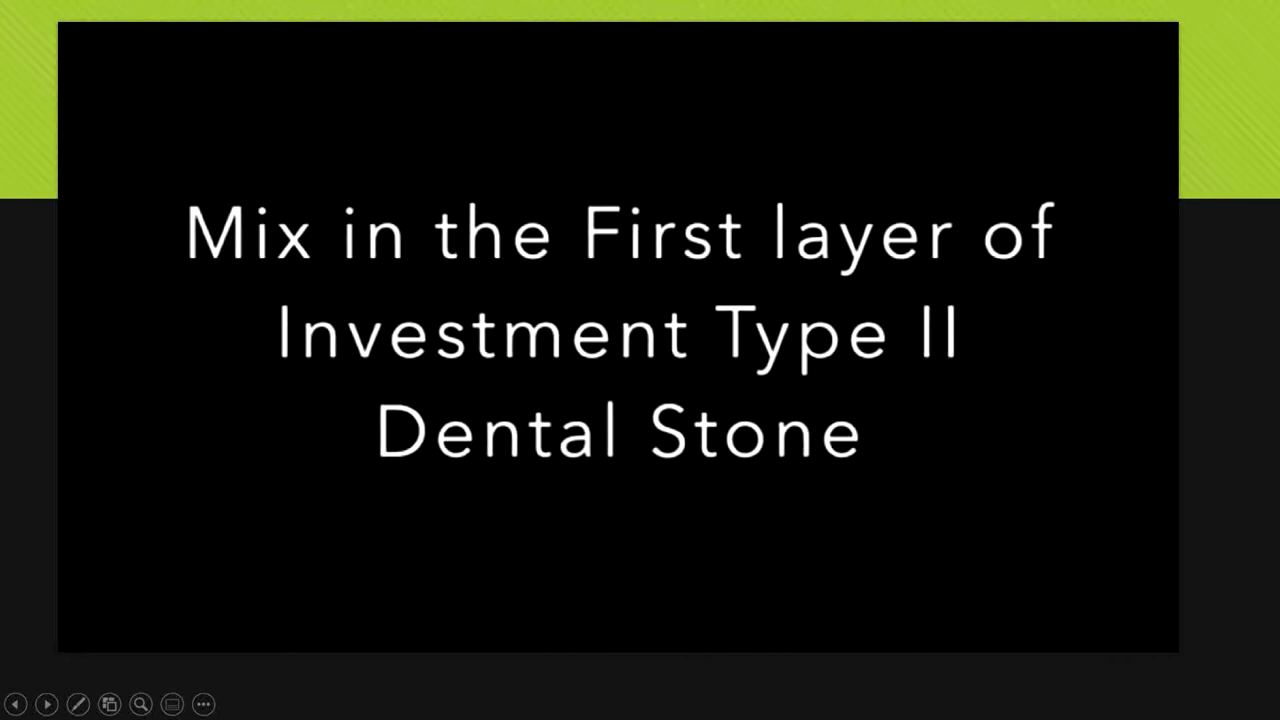 Mix in the First layer of
Investment Type II
Dental Stone